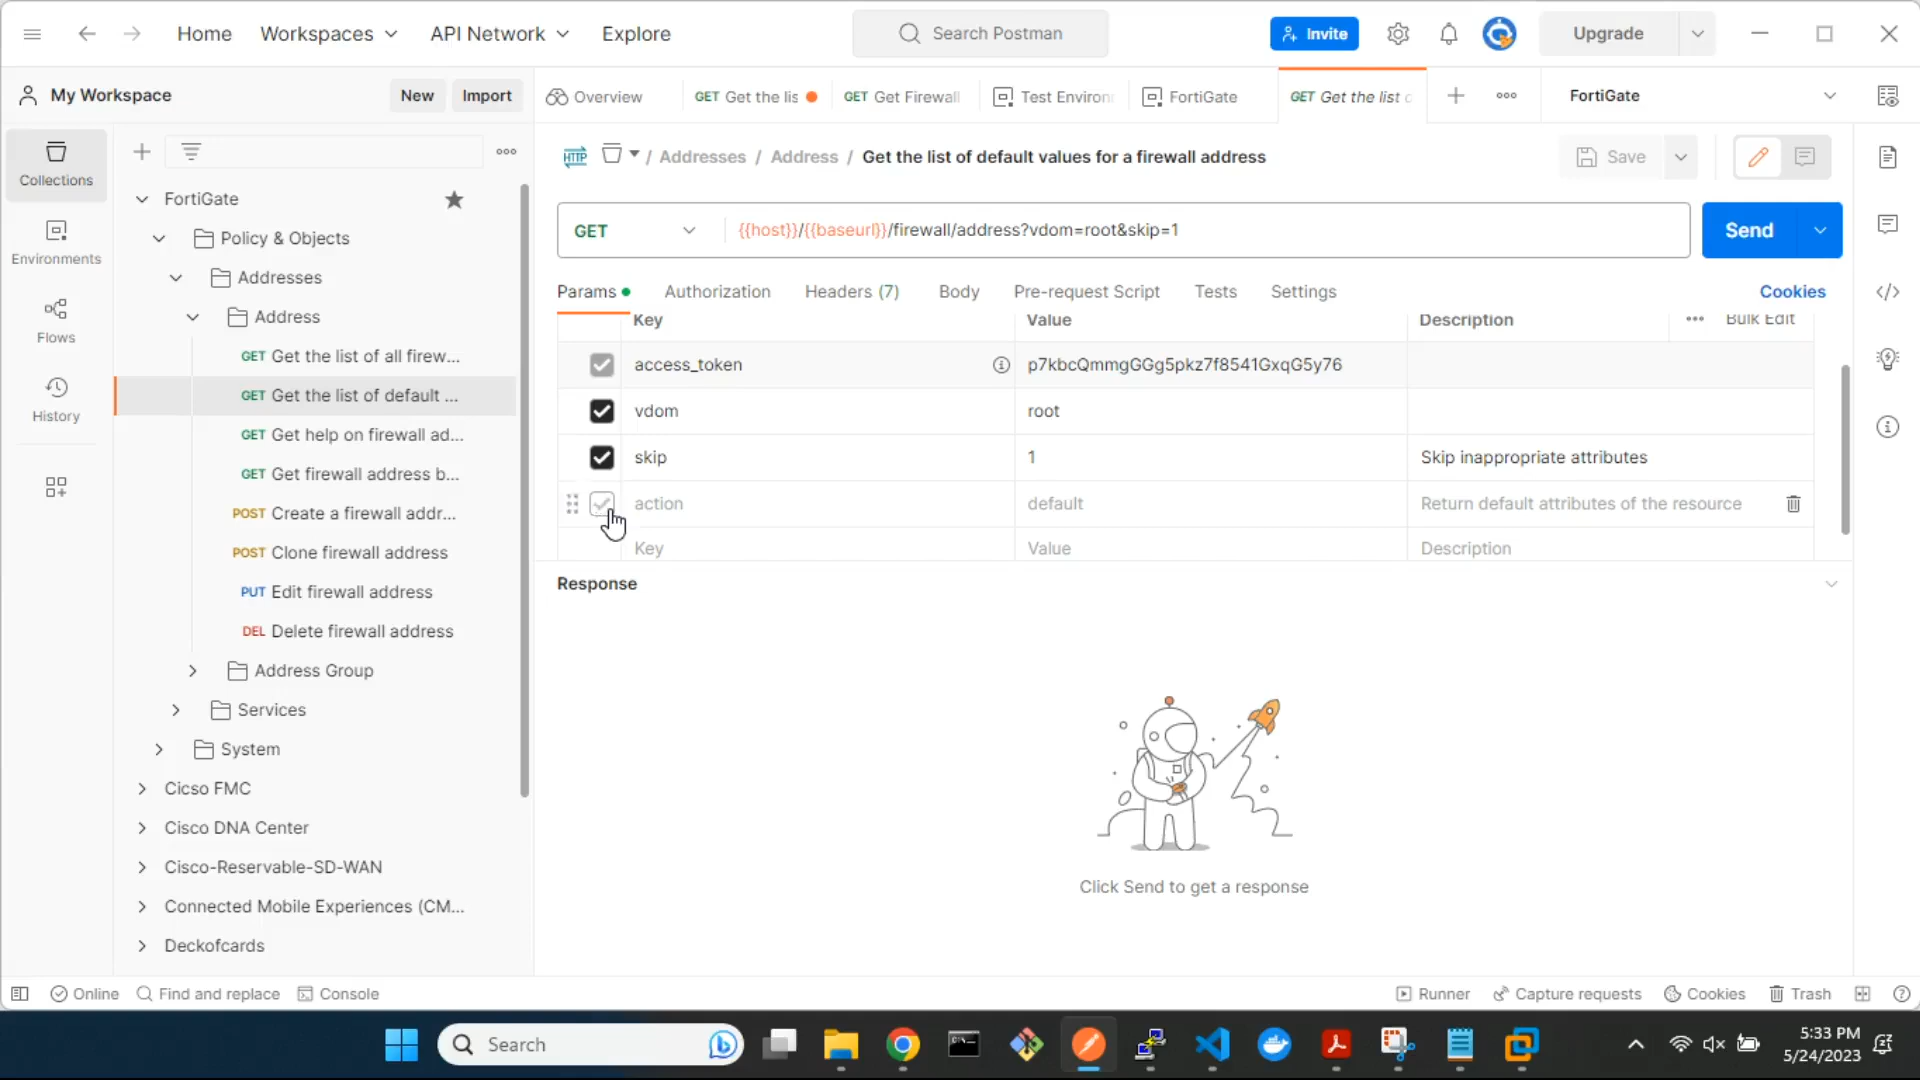 Home Workspaces API Network Explore Search Postman Invite Upgrade
My Workspace New Import Overview GET Get the lis GET Get Firewall Test Environ FortiGate GET Get the list o FortiGate
Collections
Environments
Flows
History
FortiGate
Policy & Objects
Addresses
Address
GET Get the list of all firew...
GET Get the list of default ...
GET Get help on firewall ad...
GET Get firewall address b...
POST Create a firewall addr...
POST Clone firewall address
PUT Edit firewall address
DEL Delete firewall address
Address Group
Services
System
Cicso FMC
Cisco DNA Center
Cisco-Reservable-SD-WAN
Connected Mobile Experiences (CM...
Deckofcards
HTTP / Addresses / Address / Get the list of default values for a firewall address Save
GET {{host}}/{{baseurl}}/firewall/address?vdom=root&skip=1 Send
Params Authorization Headers (7) Body Pre-request Script Tests Settings Cookies
Key Value Description Bulk Edit
access_token p7kbcQmmgGGg5pkz7f8541GxqG5y76
vdom root
skip 1 Skip inappropriate attributes
action default Return default attributes of the resource
Key Value Description
Response
Click Send to get a response
Online Find and replace Console Runner Capture requests Cookies Trash
Search 5:33 PM
5/24/2023